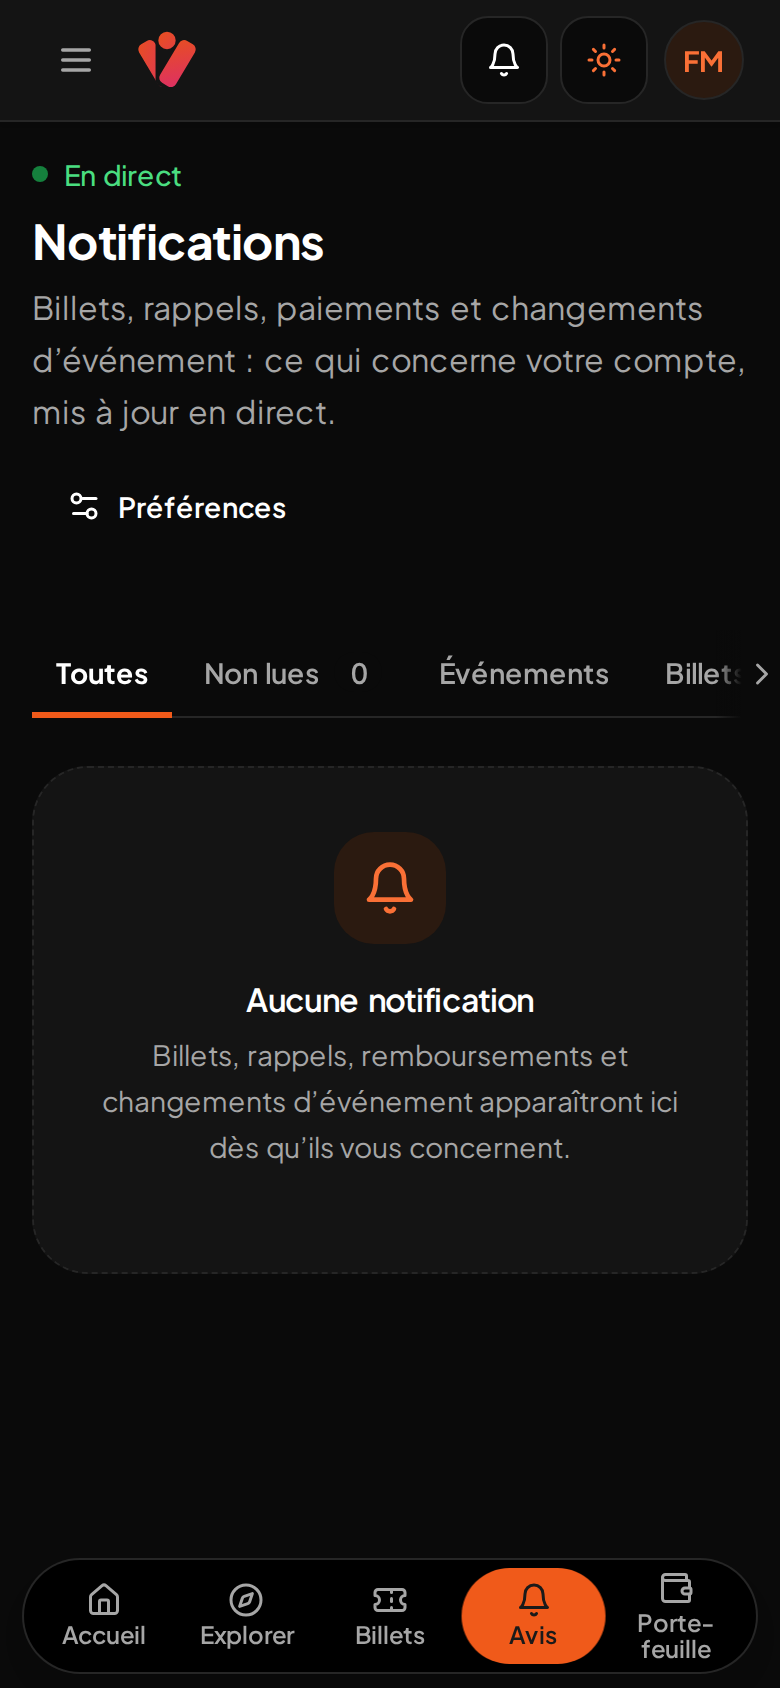 FM
En direct
Notifications
Billets, rappels, paiements et changements
d’événement : ce qui concerne votre compte,
mis à jour en direct.
Préférences
Toutes Non lues 0 Événements Billets
Aucune notification
Billets, rappels, remboursements et
changements d’événement apparaîtront ici
dès qu’ils vous concernent.
Accueil Explorer Billets Avis Porte-
feuille